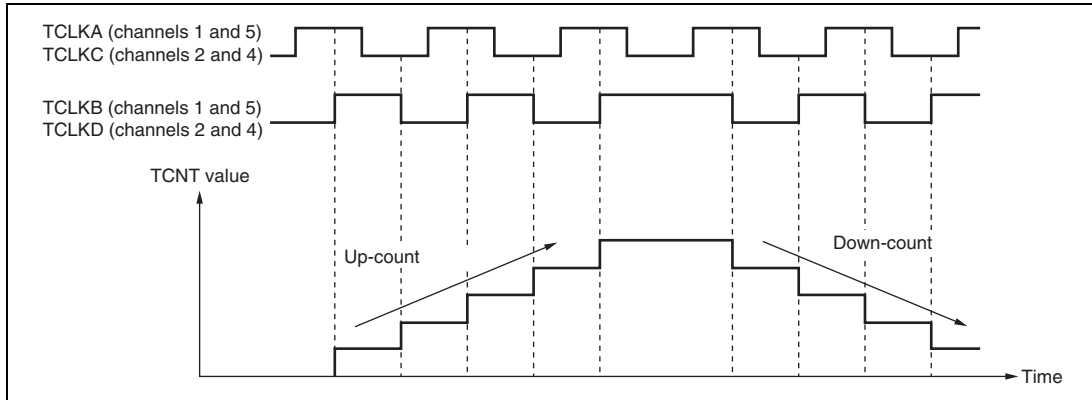 TCLKA (channels 1 and 5)
TCLKC (channels 2 and 4)
TCLKB (channels 1 and 5)
TCLKD (channels 2 and 4)
TCNT value
Up-count
Down-count
Time